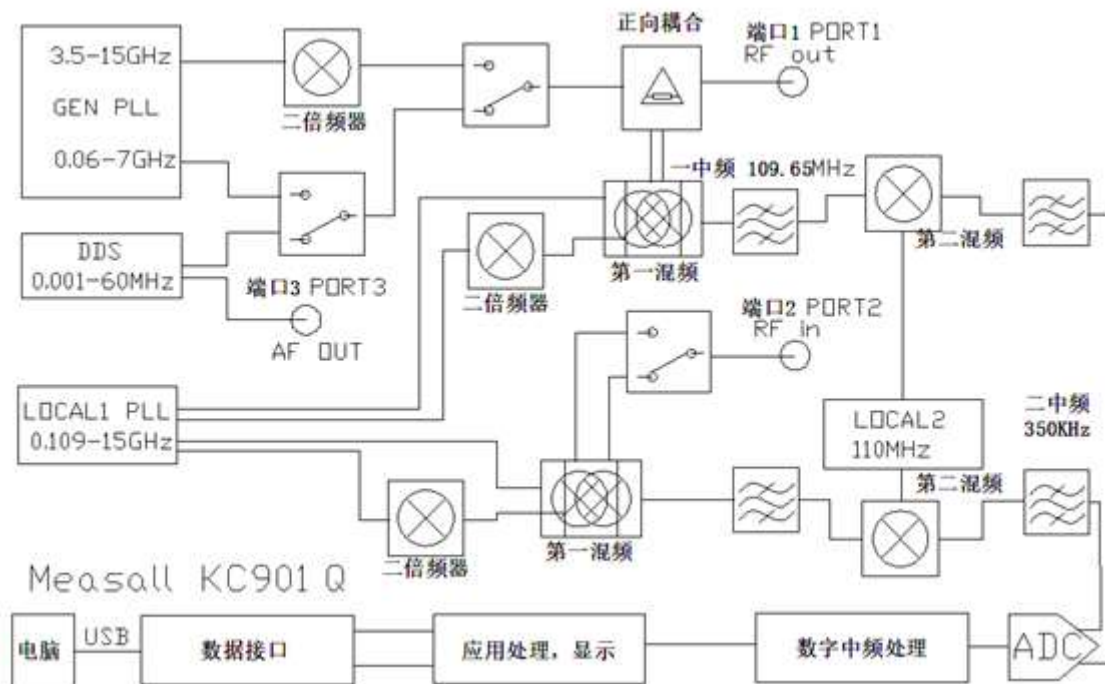 正向耦合
端口1 PORT1
RF out
3.5-15GHz
GEN PLL
0.06-7GHz
二倍频器
一中频 109.65MHz
DDS
0.001-60MHz
端口3 PORT3
AF OUT
二倍频器
第一混频
第二混频
端口2 PORT2
RF in
LOCAL1 PLL
0.109-15GHz
LOCAL2
110MHz
二中频
350KHz
第二混频
二倍频器
第一混频
Measall KC901 Q
电脑
USB
数据接口
应用处理，显示
数字中频处理
ADC